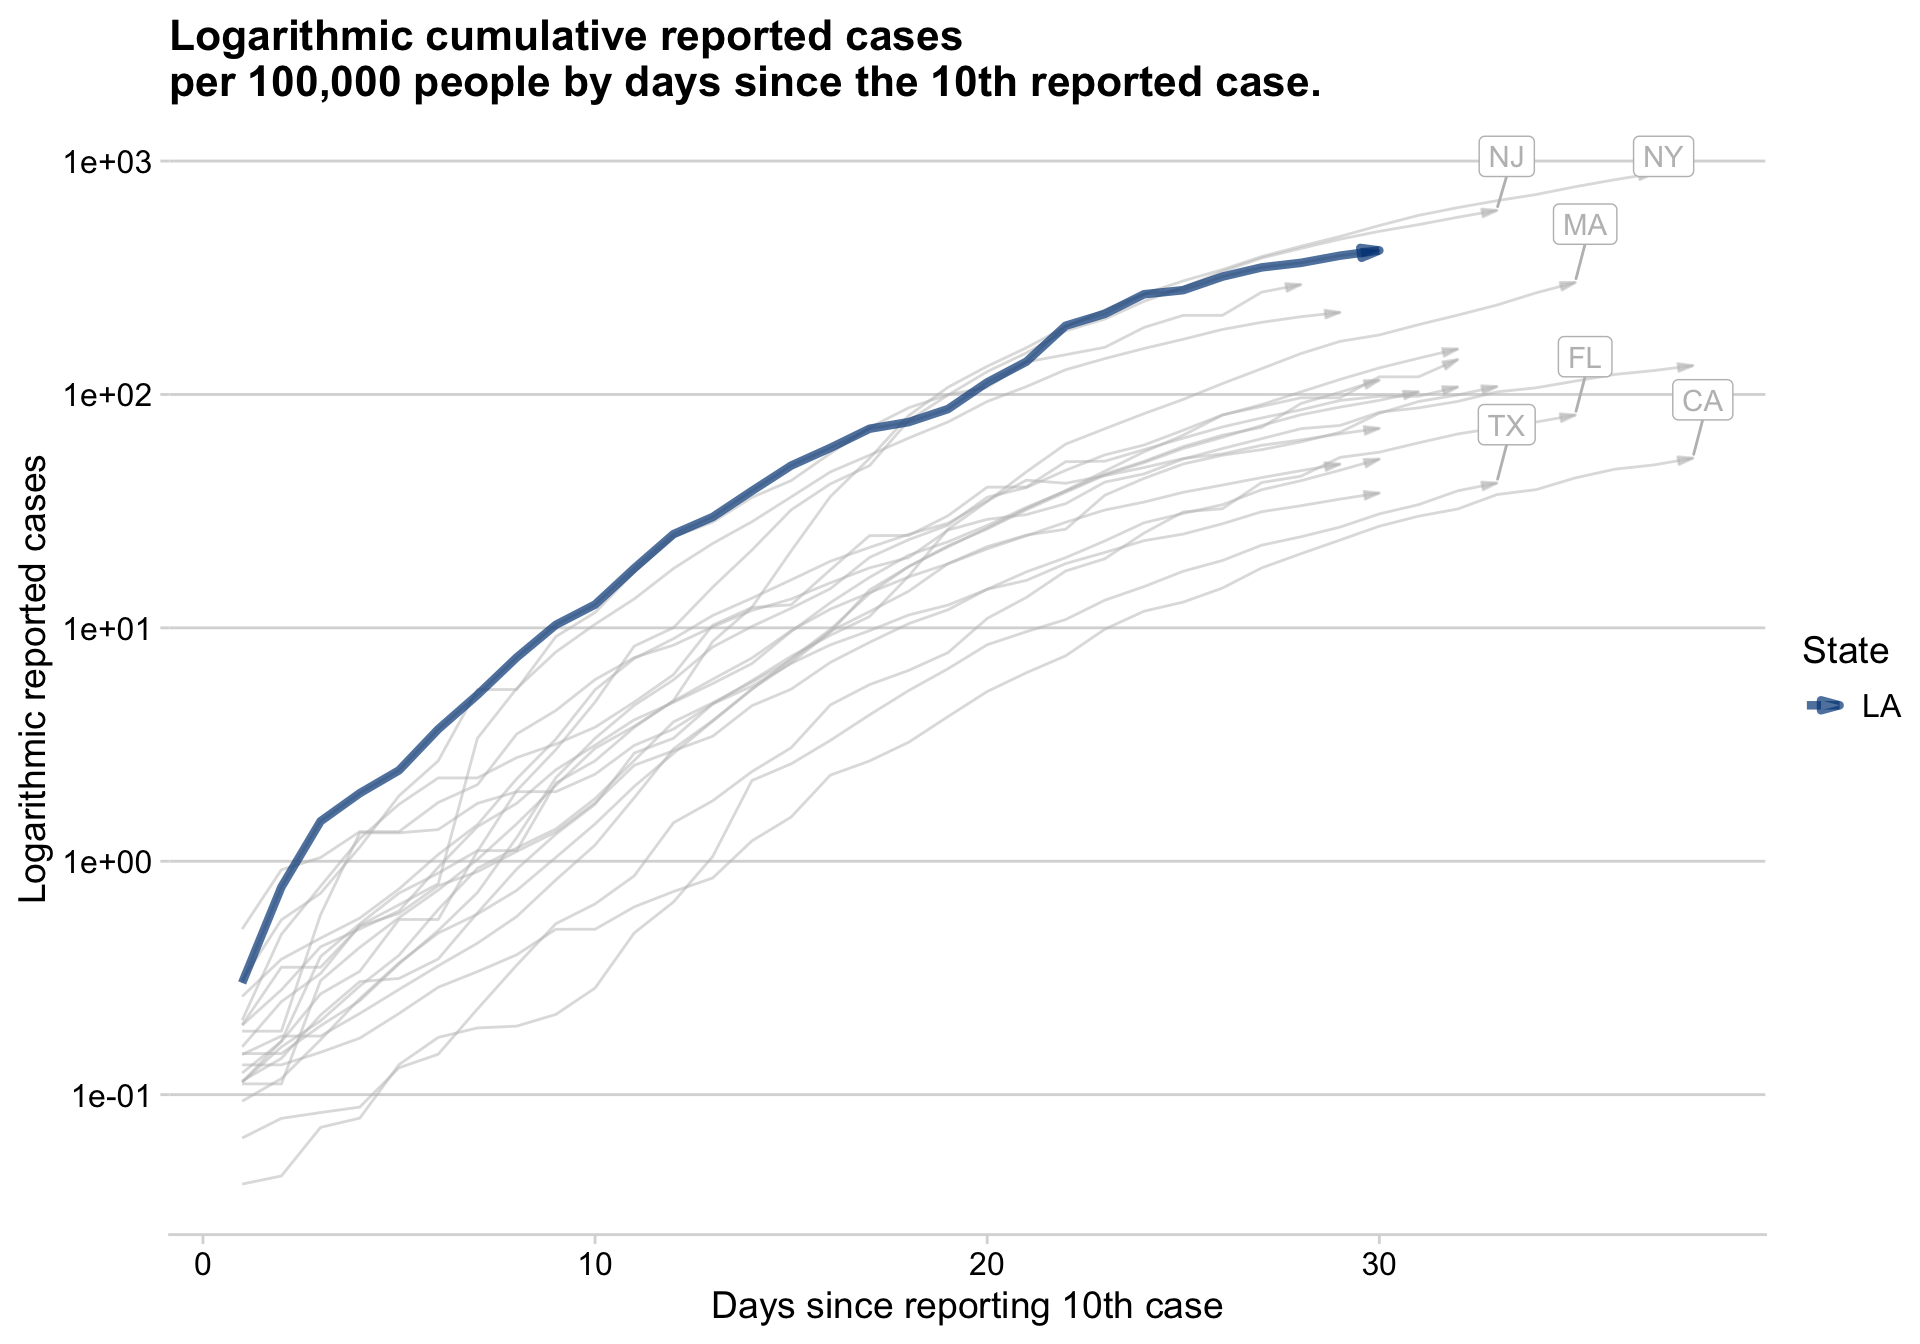 Logarithmic cumulative reported cases
per 100,000 people by days since the 10th reported case.
1e+03
1e+02
1e+01
1e+00
1e-01
Logarithmic reported cases
NJ
NY
MA
FL
CA
TX
State
LA
0
10
20
30
Days since reporting 10th case